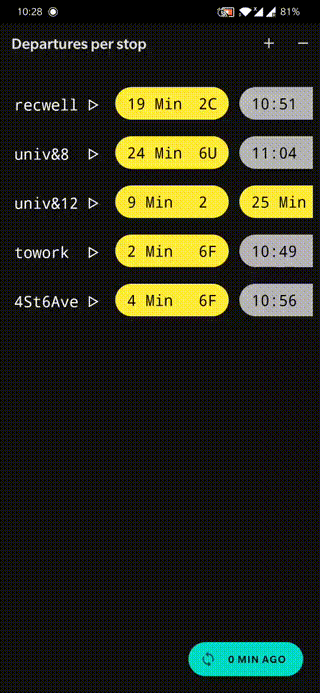 10:28 81%
Departures per stop + −
recwell ▷ 19 Min 2C 10:51
univ&8 ▷ 24 Min 6U 11:04
univ&12 ▷ 9 Min 2 25 Min
towork ▷ 2 Min 6F 10:49
4St6Ave ▷ 4 Min 6F 10:56
0 MIN AGO